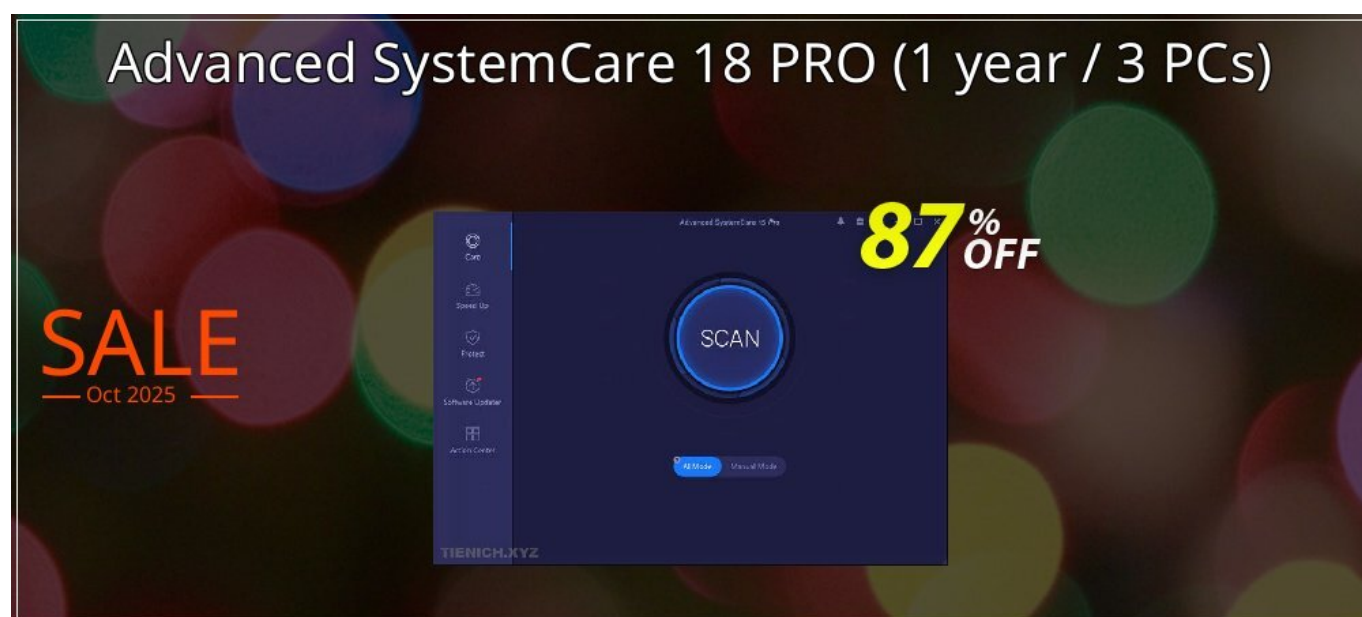 Advanced SystemCare 18 PRO (1 year / 3 PCs)
Advanced SystemCare 15 Pro
87% OFF
Care
Speed Up
SCAN
Protect
SALE
Oct 2025
Software Updater
Action Center
AI Mode
Manual Mode
TIENICH.XYZ